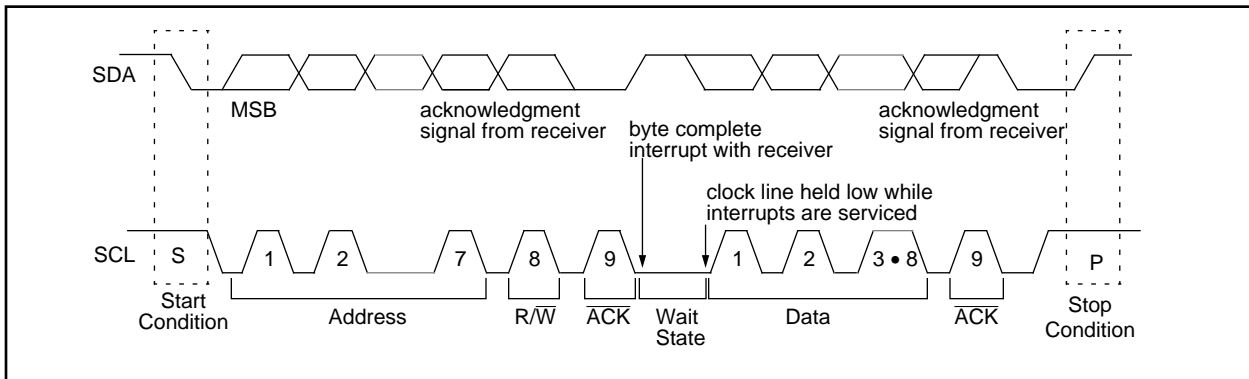 SDA
MSB
acknowledgment
signal from receiver
byte complete
interrupt with receiver
acknowledgment
signal from receiver
clock line held low while
interrupts are serviced
SCL
S
1
2
7
8
9
1
2
3 • 8
9
P
Start
Condition
Address
R/W̅
A̅C̅K̅
Wait
State
Data
A̅C̅K̅
Stop
Condition